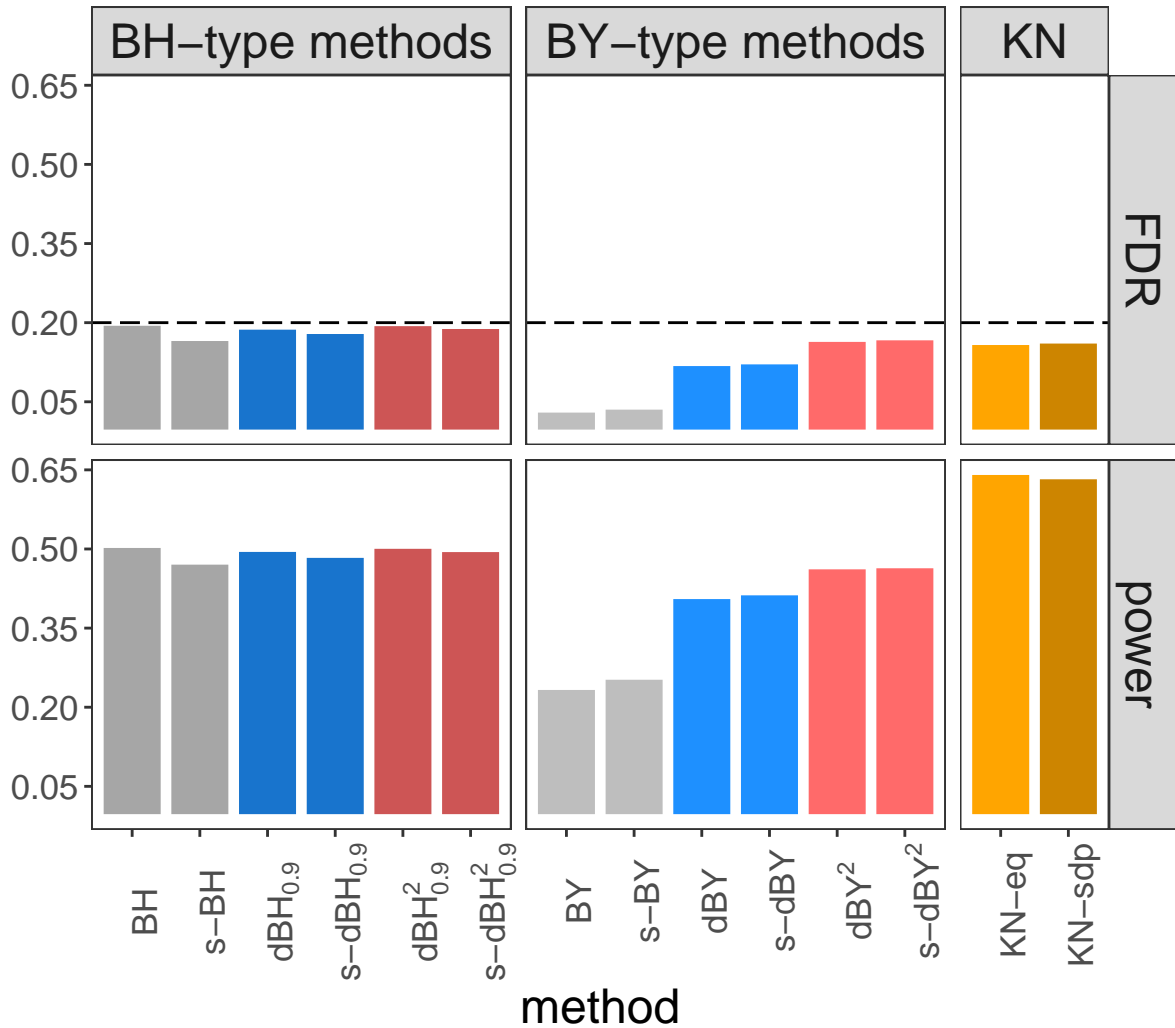 BH–type methods
BY–type methods
KN
0.65
0.50
0.35
0.20
0.05
FDR
0.65
0.50
0.35
0.20
0.05
power
BH
s–BH
dBH₀.₉
s–dBH₀.₉
dBH²₀.₉
s–dBH²₀.₉
BY
s–BY
dBY
s–dBY
dBY²
s–dBY²
KN–eq
KN–sdp
method